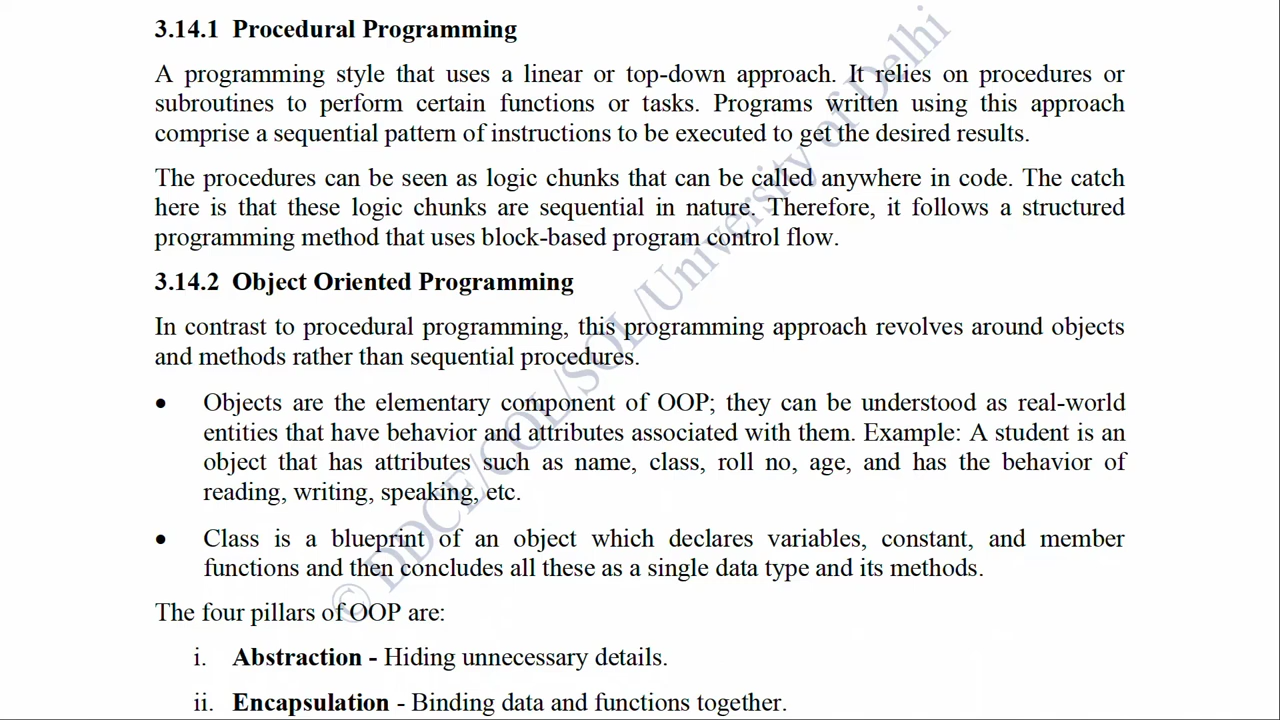 3.14.1 Procedural Programming
A programming style that uses a linear or top-down approach. It relies on procedures or
subroutines to perform certain functions or tasks. Programs written using this approach
comprise a sequential pattern of instructions to be executed to get the desired results.
The procedures can be seen as logic chunks that can be called anywhere in code. The catch
here is that these logic chunks are sequential in nature. Therefore, it follows a structured
programming method that uses block-based program control flow.
3.14.2 Object Oriented Programming
In contrast to procedural programming, this programming approach revolves around objects
and methods rather than sequential procedures.
• Objects are the elementary component of OOP; they can be understood as real-world
entities that have behavior and attributes associated with them. Example: A student is an
object that has attributes such as name, class, roll no, age, and has the behavior of
reading, writing, speaking, etc.
• Class is a blueprint of an object which declares variables, constant, and member
functions and then concludes all these as a single data type and its methods.
The four pillars of OOP are:
i. Abstraction - Hiding unnecessary details.
ii. Encapsulation - Binding data and functions together.
© DDCE/COL/SOL/University of Delhi